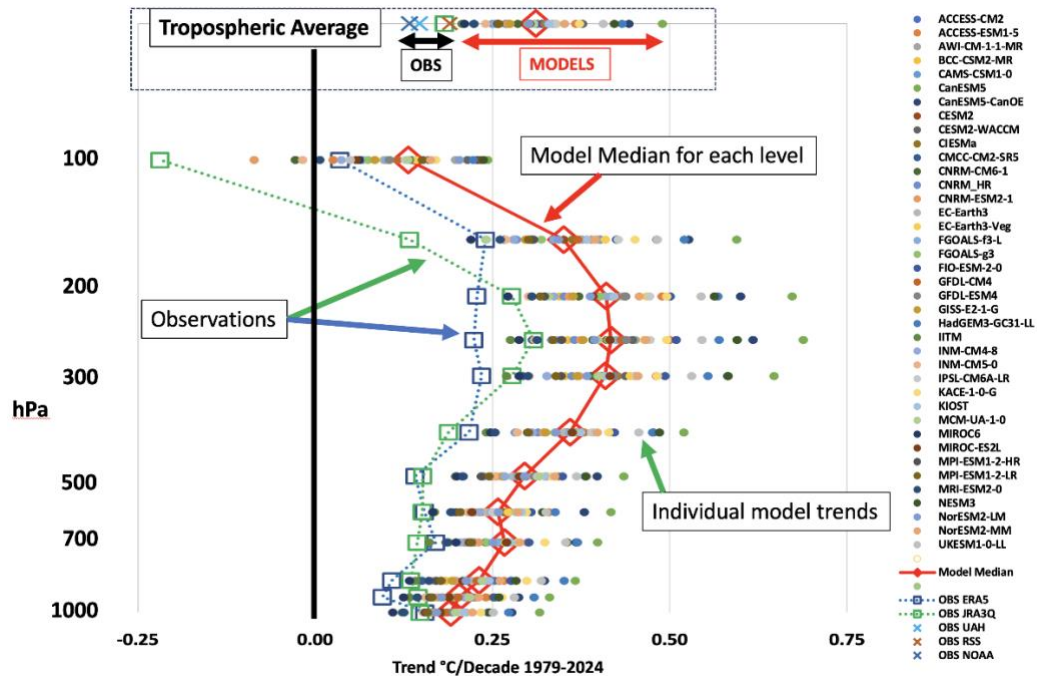 Tropospheric Average
OBS
MODELS
100
200
300
hPa
500
700
1000
Model Median for each level
Observations
Individual model trends
-0.25
0.00
0.25
0.50
0.75
Trend °C/Decade 1979-2024
ACCESS-CM2
ACCESS-ESM1-5
AWI-CM-1-1-MR
BCC-CSM2-MR
CAMS-CSM1-0
CanESM5
CanESM5-CanOE
CESM2
CESM2-WACCM
CIESMa
CMCC-CM2-SR5
CNRM-CM6-1
CNRM_HR
CNRM-ESM2-1
EC-Earth3
EC-Earth3-Veg
FGOALS-f3-L
FGOALS-g3
FIO-ESM-2-0
GFDL-CM4
GFDL-ESM4
GISS-E2-1-G
HadGEM3-GC31-LL
IITM
INM-CM4-8
INM-CM5-0
IPSL-CM6A-LR
KACE-1-0-G
KIOST
MCM-UA-1-0
MIROC6
MIROC-ES2L
MPI-ESM1-2-HR
MPI-ESM1-2-LR
MRI-ESM2-0
NESM3
NorESM2-LM
NorESM2-MM
UKESM1-0-LL
Model Median
OBS ERA5
OBS JRA3Q
OBS UAH
OBS RSS
OBS NOAA